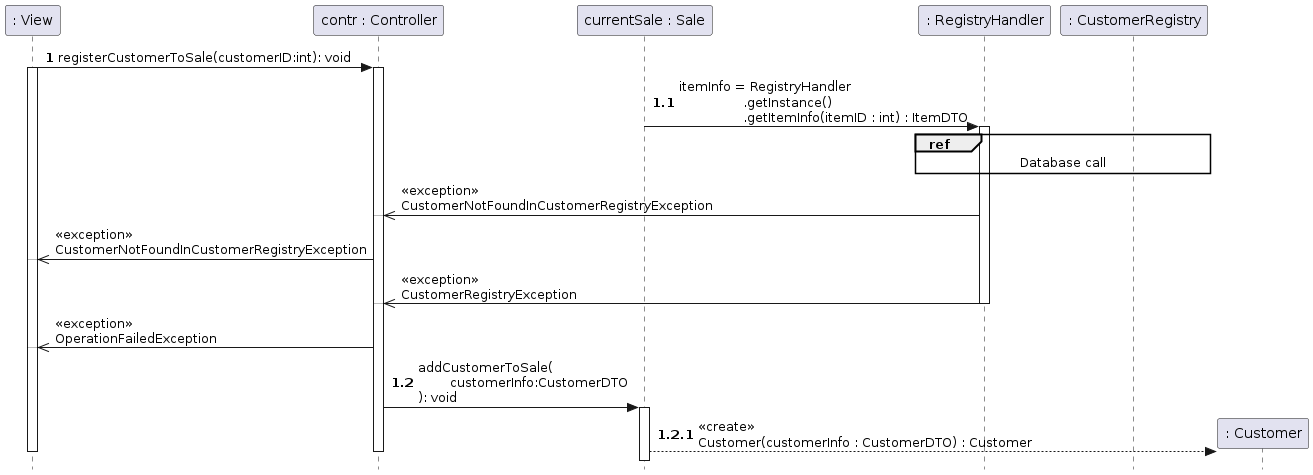 : View
contr : Controller
currentSale : Sale
: RegistryHandler
: CustomerRegistry
1 registerCustomerToSale(customerID:int): void
itemInfo = RegistryHandler
1.1 .getInstance()
.getItemInfo(itemID : int) : ItemDTO
ref
Database call
«exception»
CustomerNotFoundInCustomerRegistryException
«exception»
CustomerNotFoundInCustomerRegistryException
«exception»
CustomerRegistryException
«exception»
OperationFailedException
addCustomerToSale(
1.2 customerInfo:CustomerDTO
): void
1.2.1 «create»
Customer(customerInfo : CustomerDTO) : Customer
: Customer